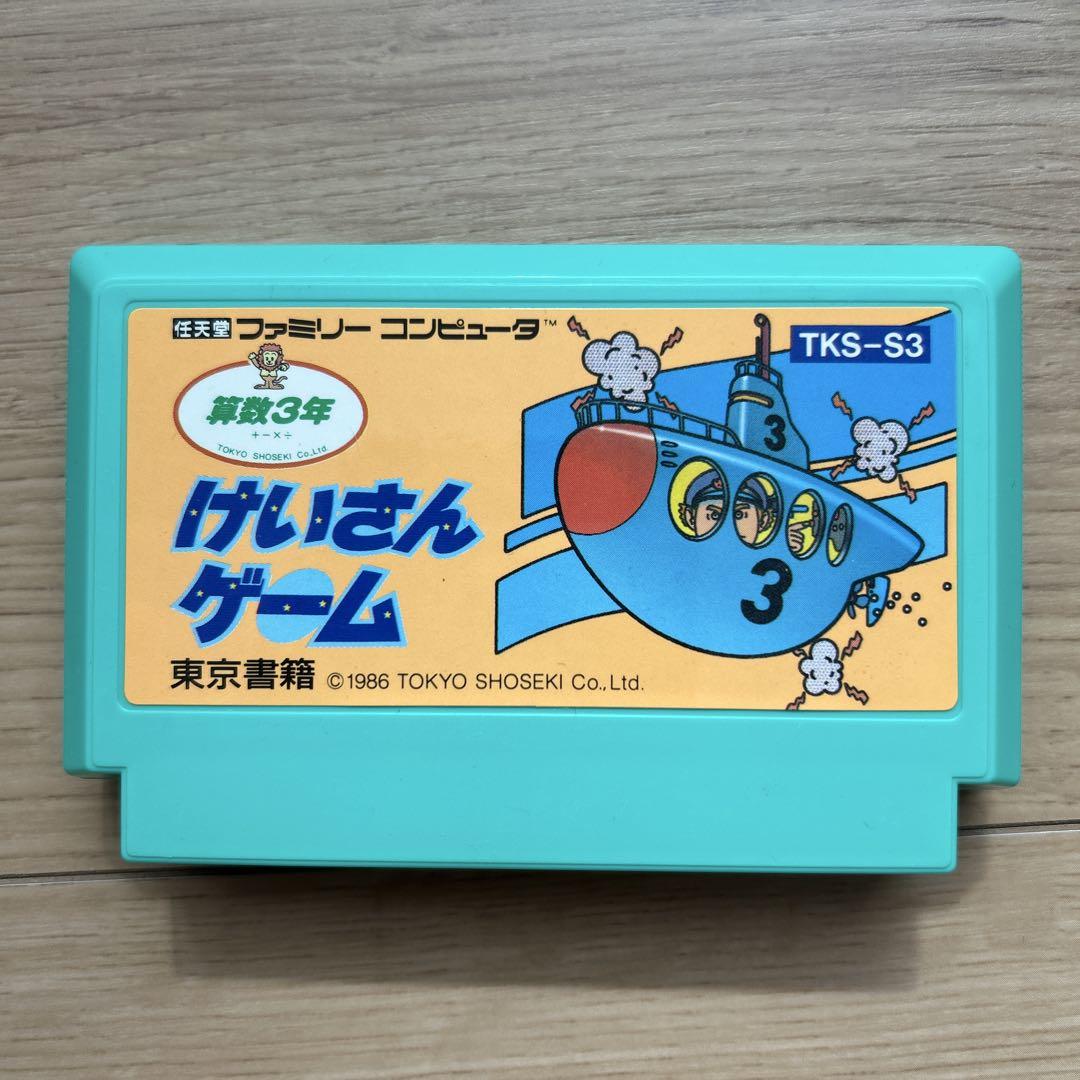 任天堂 ファミリー コンピュータ™
TKS-S3
算数3年
+-×÷
TOKYO SHOSEKI Co.,Ltd.
けいさん
ゲーム
3
3
東京書籍 ©1986 TOKYO SHOSEKI Co.,Ltd.